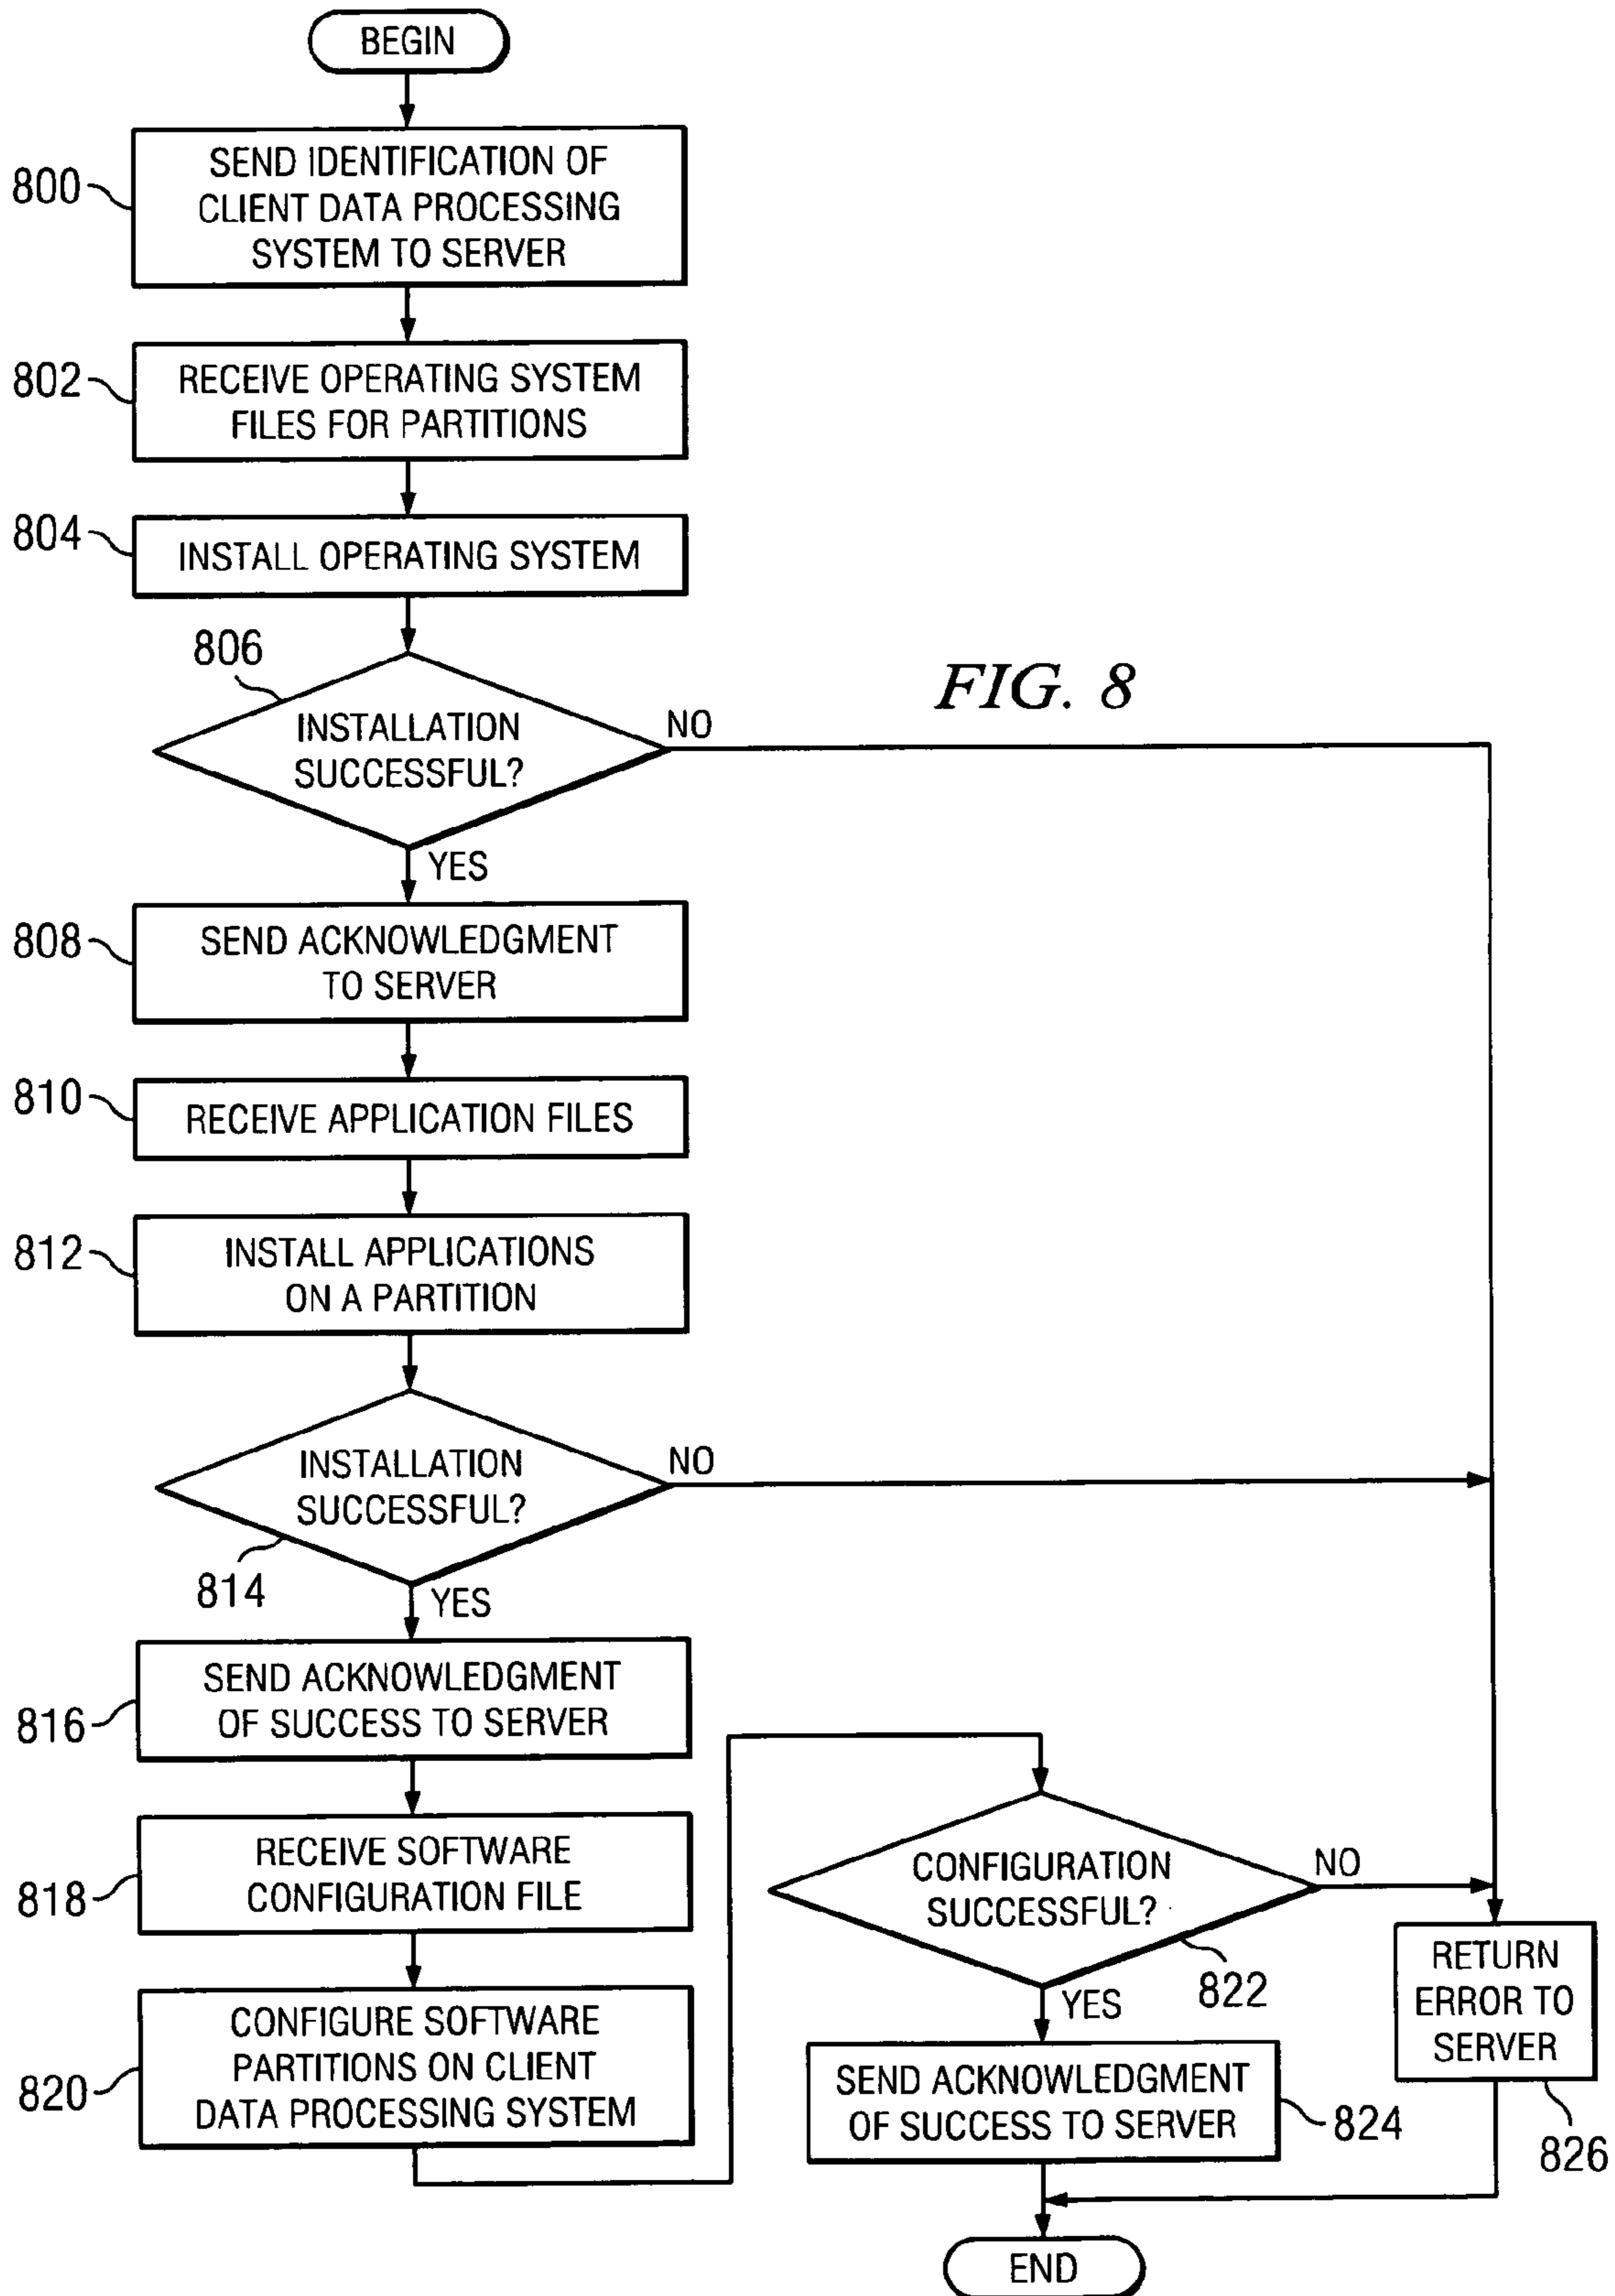 BEGIN
800
SEND IDENTIFICATION OF
CLIENT DATA PROCESSING
SYSTEM TO SERVER
802
RECEIVE OPERATING SYSTEM
FILES FOR PARTITIONS
804
INSTALL OPERATING SYSTEM
806
FIG. 8
INSTALLATION
SUCCESSFUL?
NO
YES
808
SEND ACKNOWLEDGMENT
TO SERVER
810
RECEIVE APPLICATION FILES
812
INSTALL APPLICATIONS
ON A PARTITION
INSTALLATION
SUCCESSFUL?
NO
814
YES
816
SEND ACKNOWLEDGMENT
OF SUCCESS TO SERVER
818
RECEIVE SOFTWARE
CONFIGURATION FILE
820
CONFIGURE SOFTWARE
PARTITIONS ON CLIENT
DATA PROCESSING SYSTEM
CONFIGURATION
SUCCESSFUL?
NO
822
YES
SEND ACKNOWLEDGMENT
OF SUCCESS TO SERVER
824
RETURN
ERROR TO
SERVER
826
END